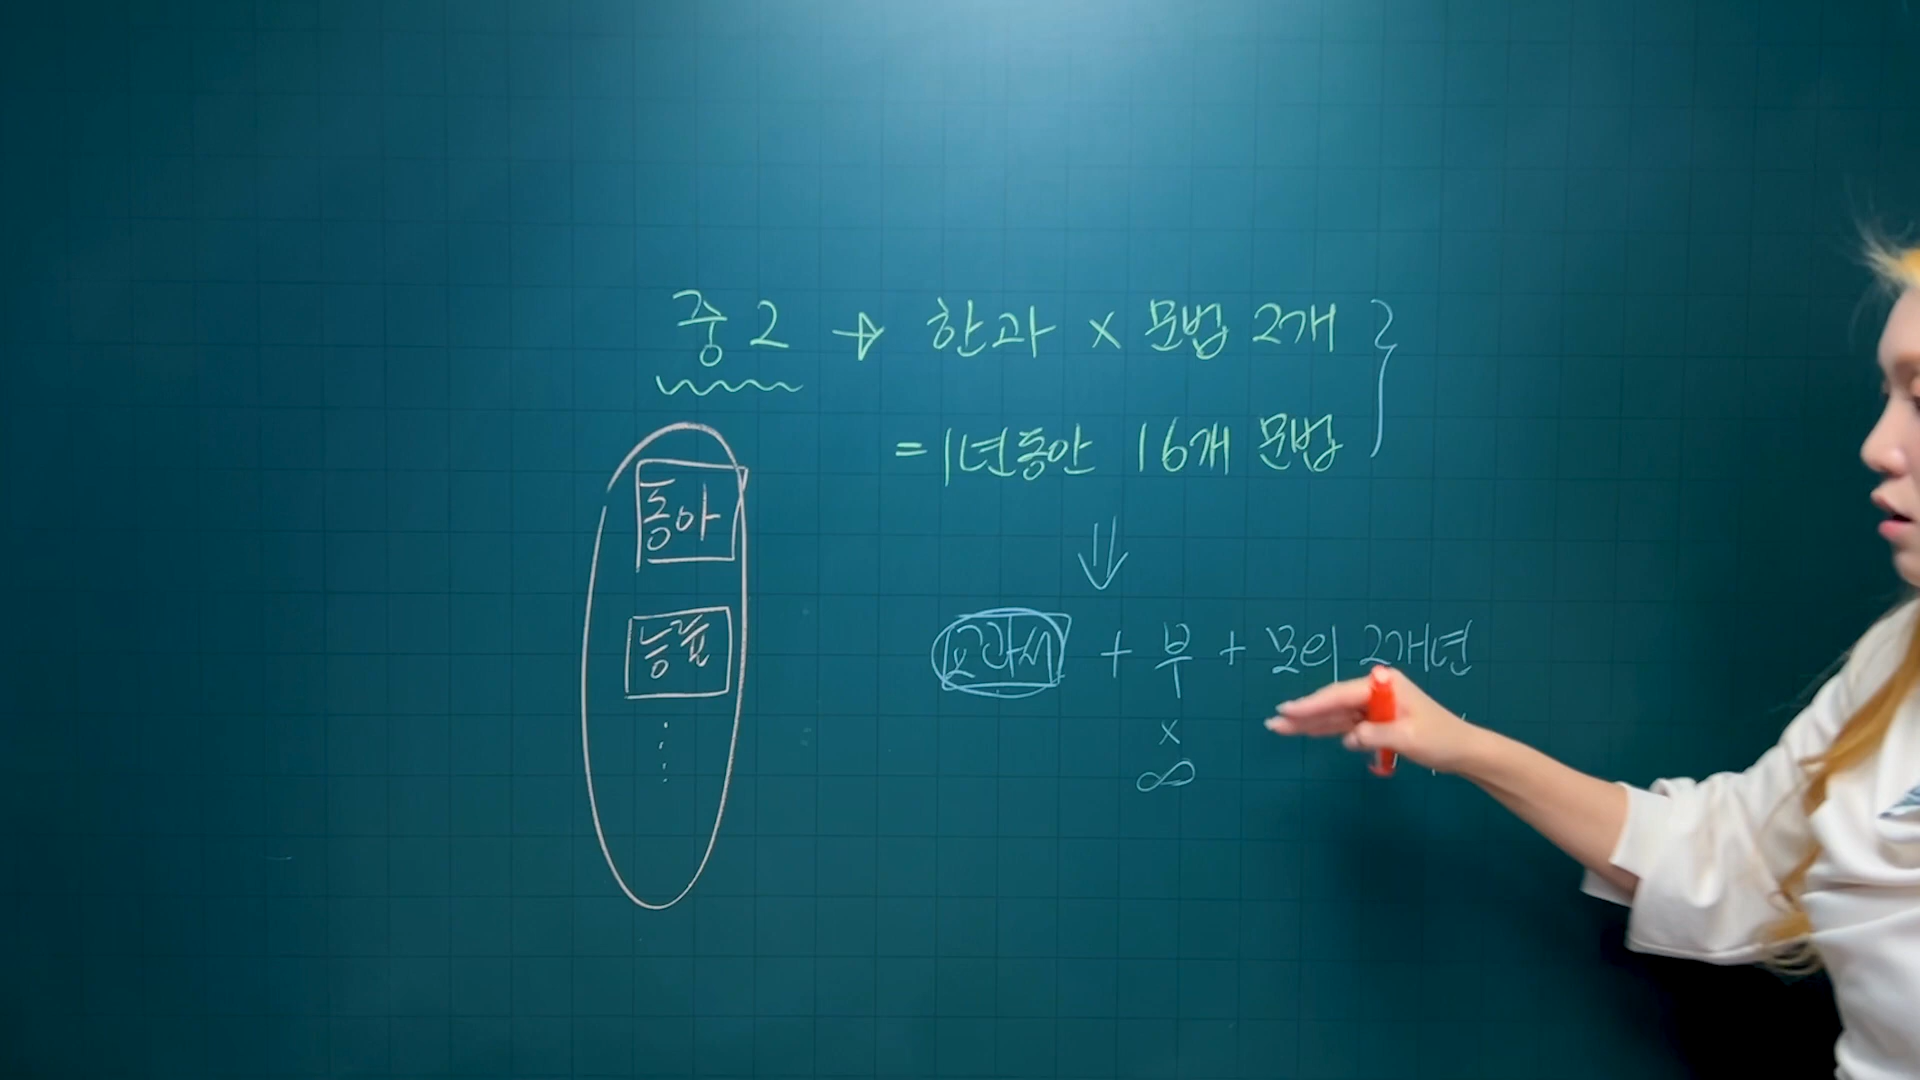 중2 → 한과 x 문법 2개
= 1년동안 16개 문법
동아
능률
⋮
⇓
교과서 + 부 + 모의 2개년
x
∞